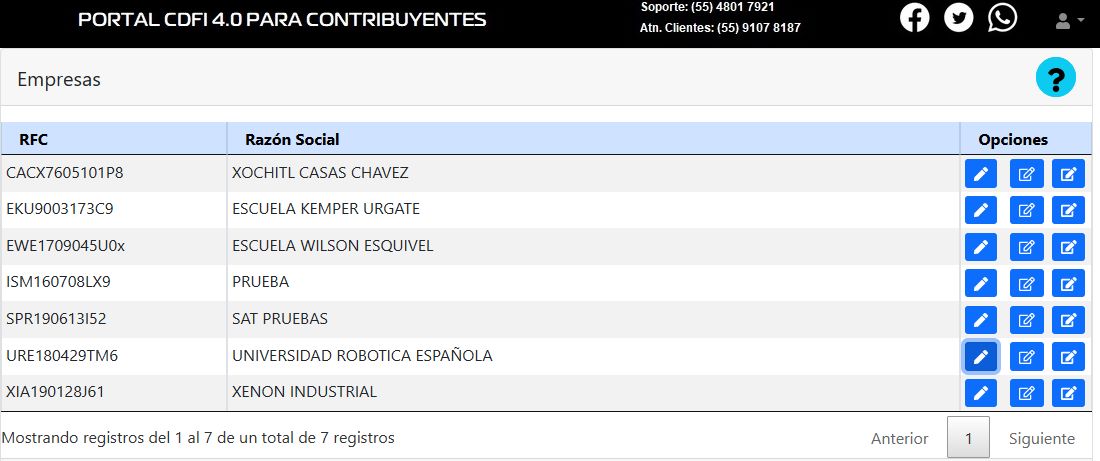 PORTAL CDFI 4.0 PARA CONTRIBUYENTES
Soporte: (55) 4801 7921
Atn. Clientes: (55) 9107 8187
Empresas
?
RFC Razón Social Opciones
CACX7605101P8 XOCHITL CASAS CHAVEZ
EKU9003173C9 ESCUELA KEMPER URGATE
EWE1709045U0x ESCUELA WILSON ESQUIVEL
ISM160708LX9 PRUEBA
SPR190613I52 SAT PRUEBAS
URE180429TM6 UNIVERSIDAD ROBOTICA ESPAÑOLA
XIA190128J61 XENON INDUSTRIAL
Mostrando registros del 1 al 7 de un total de 7 registros
Anterior 1 Siguiente